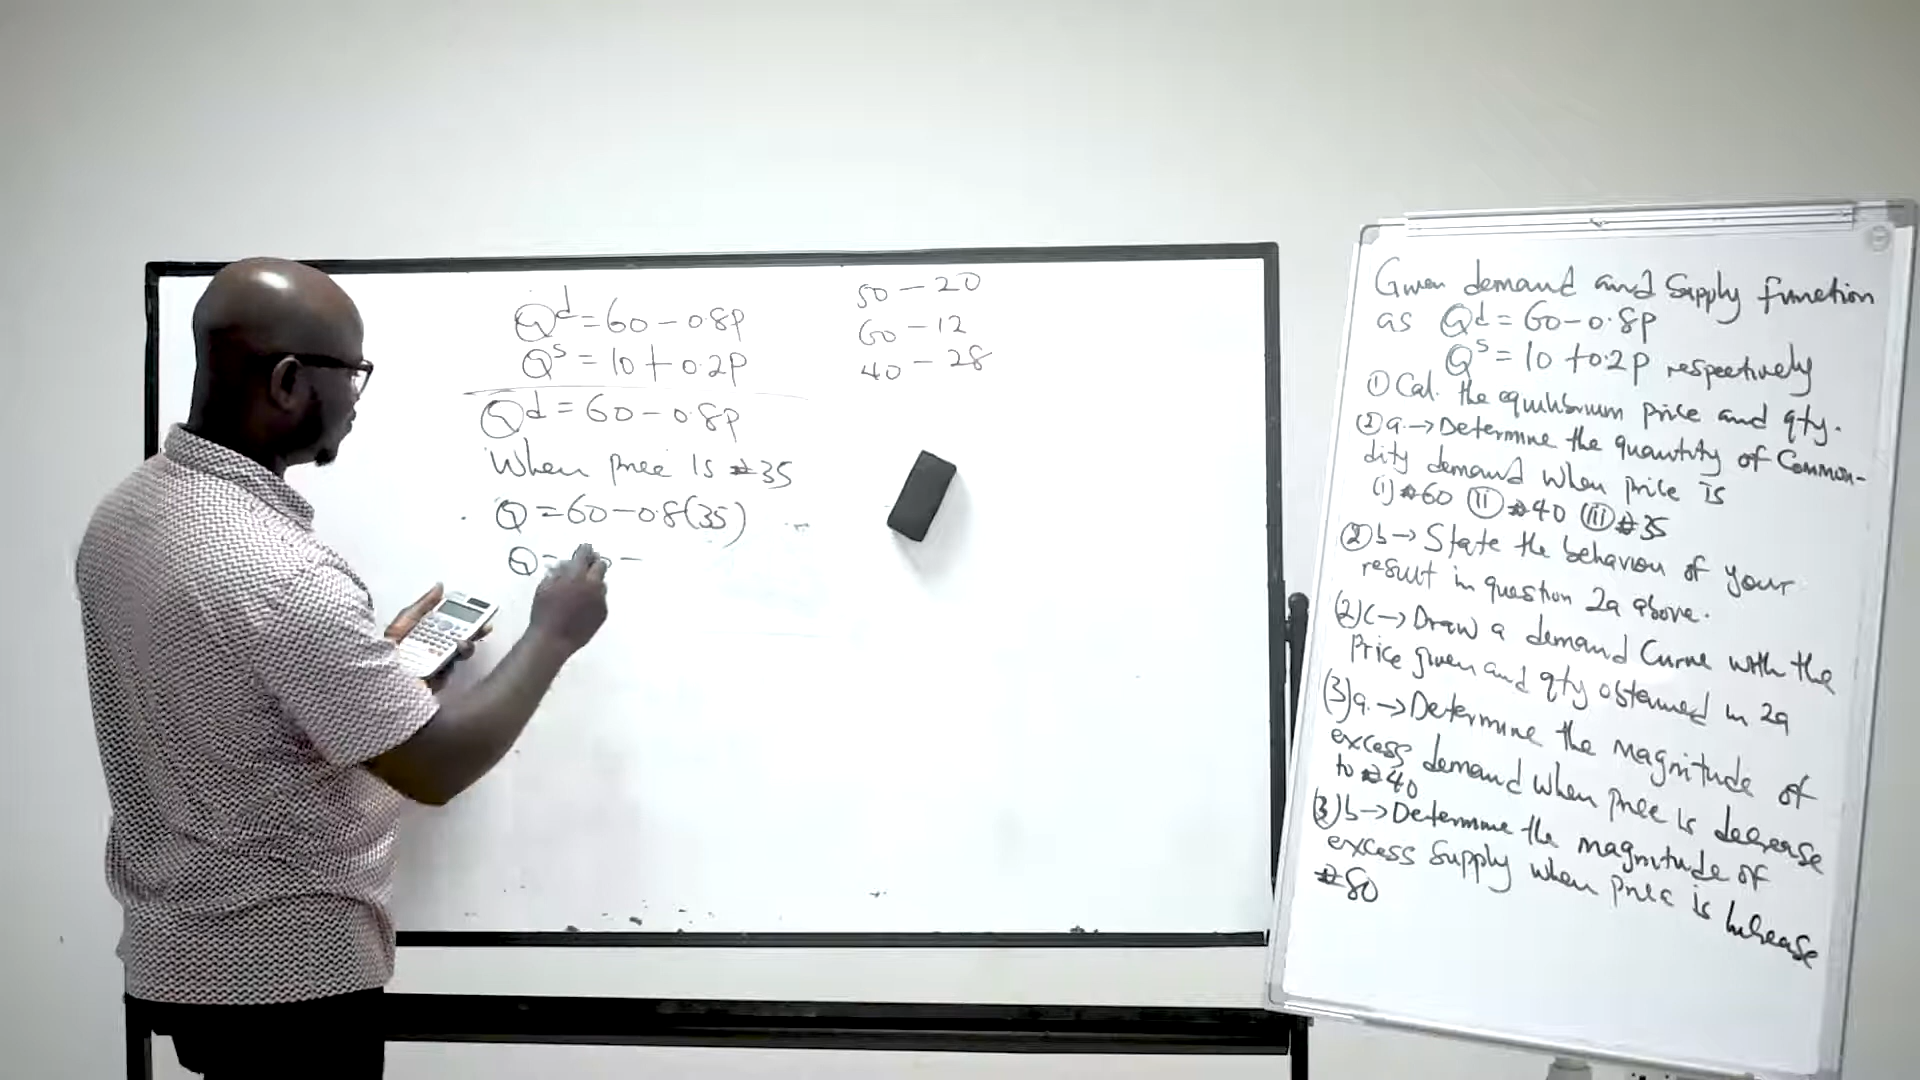 Qd = 60 - 0.8p
Qs = 10 + 0.2p
Qd = 60 - 0.8p
When price is ₦35
Q = 60 - 0.8(35)
Q = 60 -
50 - 20
60 - 12
40 - 28
Given demand and Supply function
as Qd = 60 - 0.8p
Qs = 10 + 0.2p respectively
① Cal. the equilibrium price and qty.
② a. → Determine the quantity of Common-
dity demand when price is
(i) ₦60 (ii) ₦40 (iii) ₦35
② b → State the behaviour of your
result in question 2a above.
(2)c → Draw a demand Curve with the
Price given and qty obtained in 2a
(3)a. → Determine the magnitude of
excess demand when price is decrease
to ₦40
(3)b → Determine the magnitude of
excess Supply when price is increase
₦80